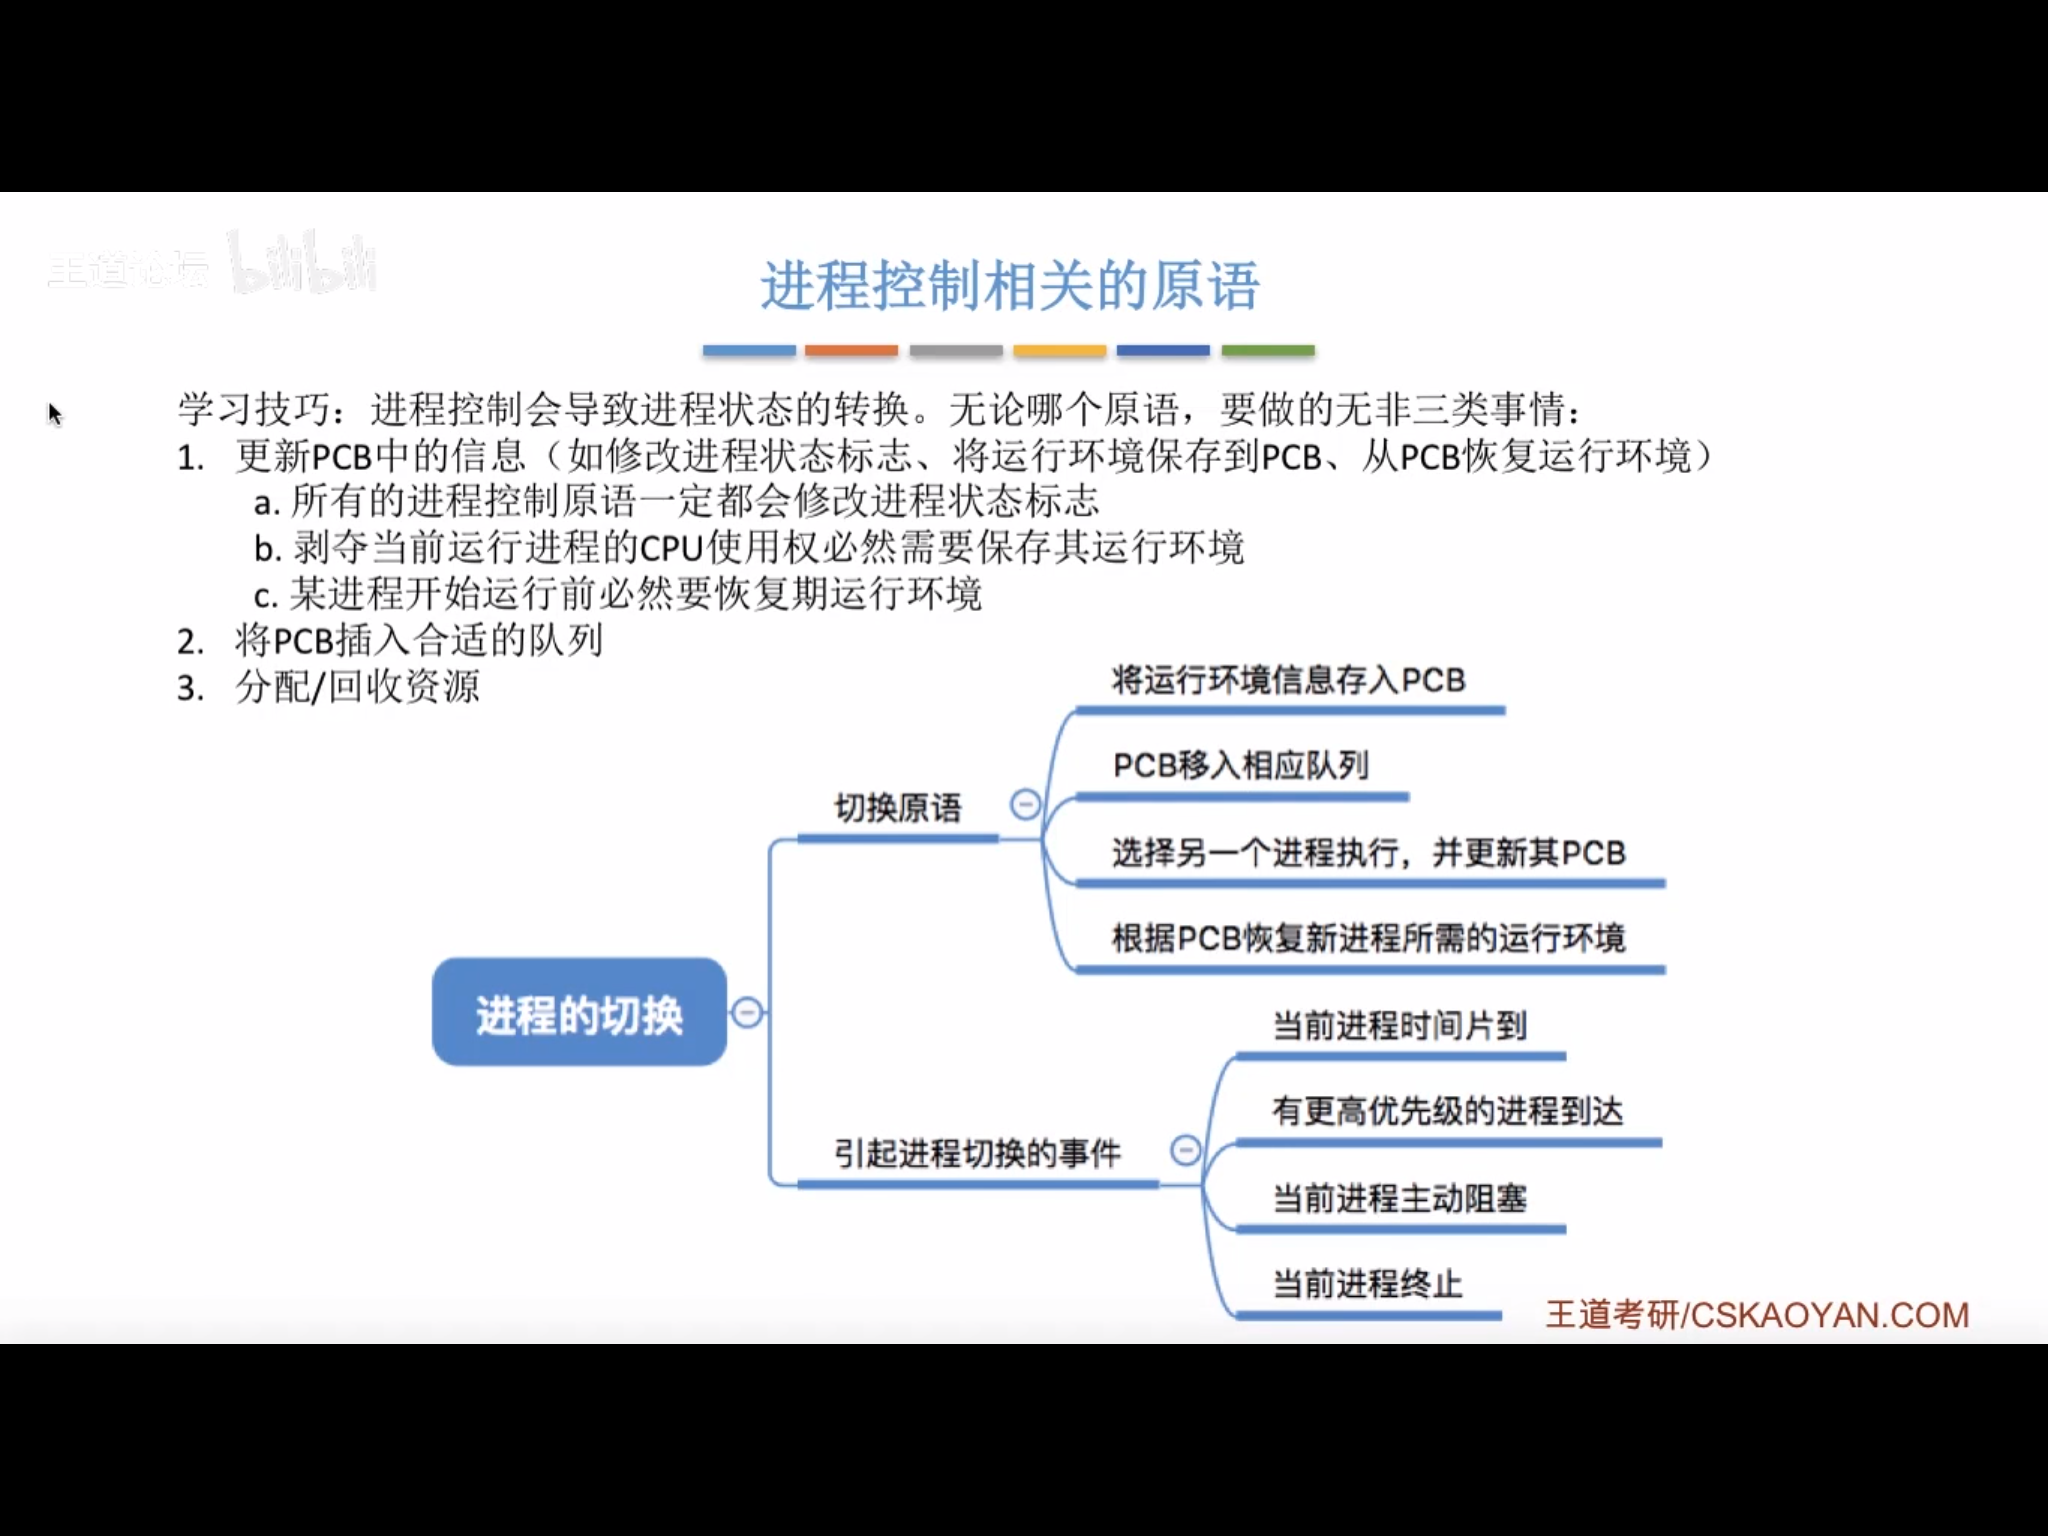 王道论坛 bilibili
进程控制相关的原语
学习技巧：进程控制会导致进程状态的转换。无论哪个原语，要做的无非三类事情：
1. 更新PCB中的信息（如修改进程状态标志、将运行环境保存到PCB、从PCB恢复运行环境）
a. 所有的进程控制原语一定都会修改进程状态标志
b. 剥夺当前运行进程的CPU使用权必然需要保存其运行环境
c. 某进程开始运行前必然要恢复期运行环境
2. 将PCB插入合适的队列
3. 分配/回收资源
进程的切换
切换原语
将运行环境信息存入PCB
PCB移入相应队列
选择另一个进程执行，并更新其PCB
根据PCB恢复新进程所需的运行环境
引起进程切换的事件
当前进程时间片到
有更高优先级的进程到达
当前进程主动阻塞
当前进程终止
王道考研/CSKAOYAN.COM